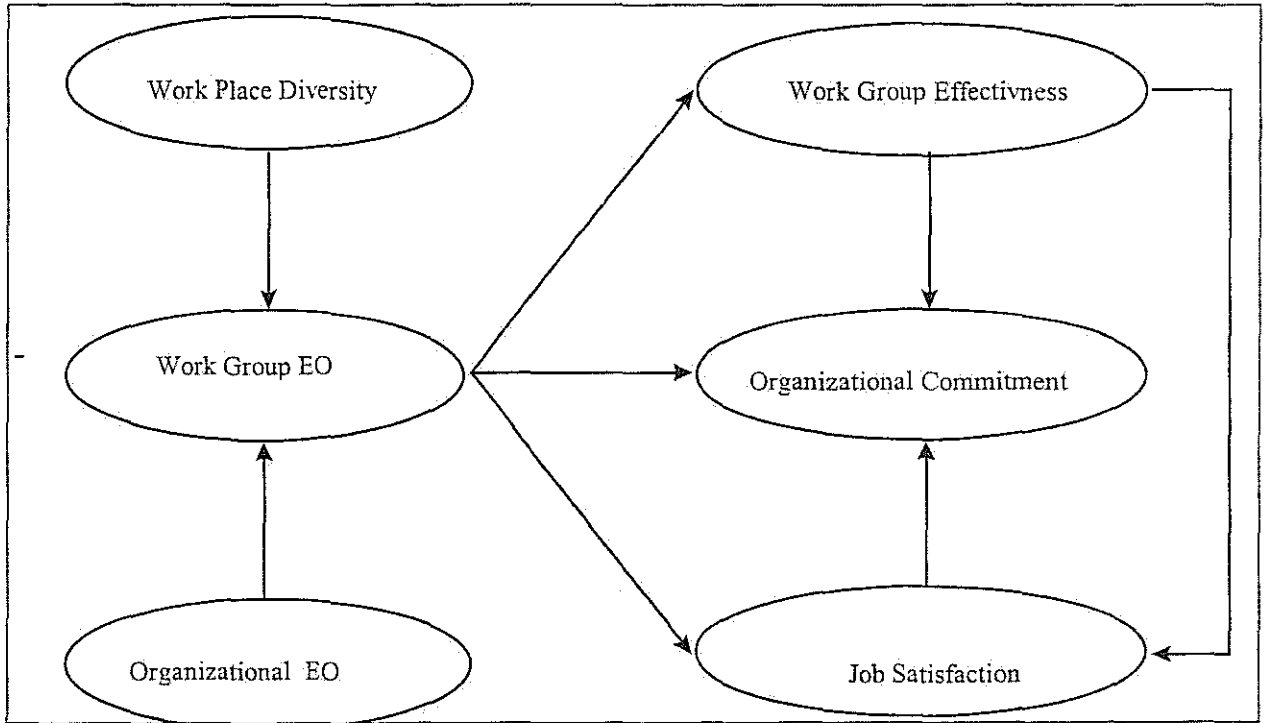 Work Place Diversity
Work Group Effectivness
Work Group EO
Organizational Commitment
Organizational EO
Job Satisfaction